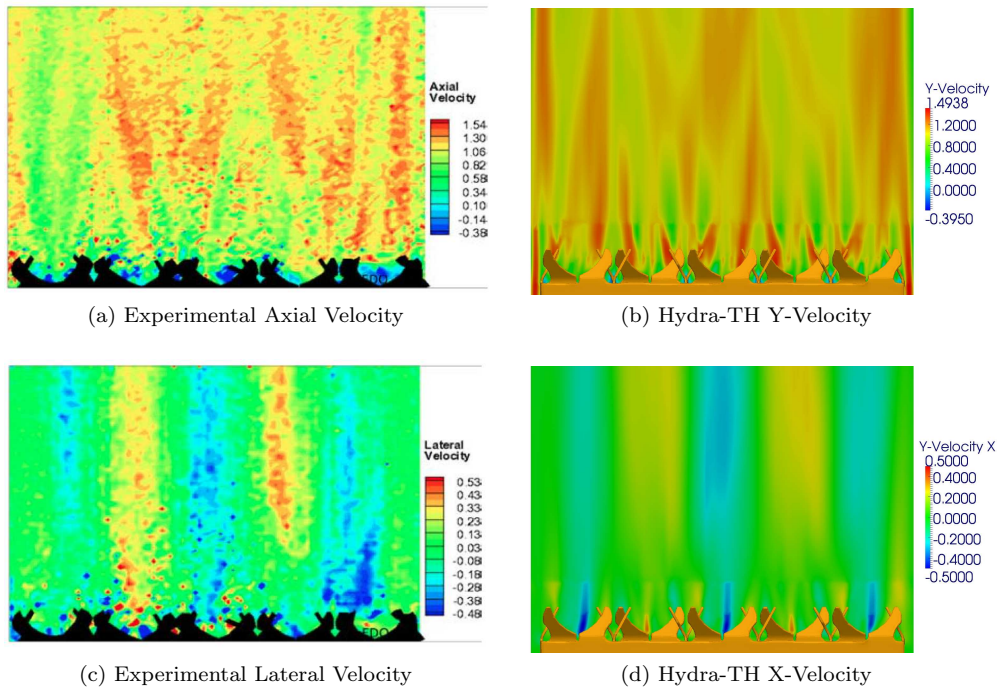 Axial
Velocity
1.54
1.30
1.06
0.82
0.58
0.34
0.10
-0.14
-0.38
EDO
(a) Experimental Axial Velocity
Y-Velocity
1.4938
1.2000
0.8000
0.4000
0.0000
-0.3950
(b) Hydra-TH Y-Velocity
Lateral
Velocity
0.53
0.43
0.33
0.23
0.13
0.03
-0.08
-0.18
-0.28
-0.38
-0.48
EDO
(c) Experimental Lateral Velocity
Y-Velocity X
0.5000
0.4000
0.2000
0.0000
-0.2000
-0.4000
-0.5000
(d) Hydra-TH X-Velocity